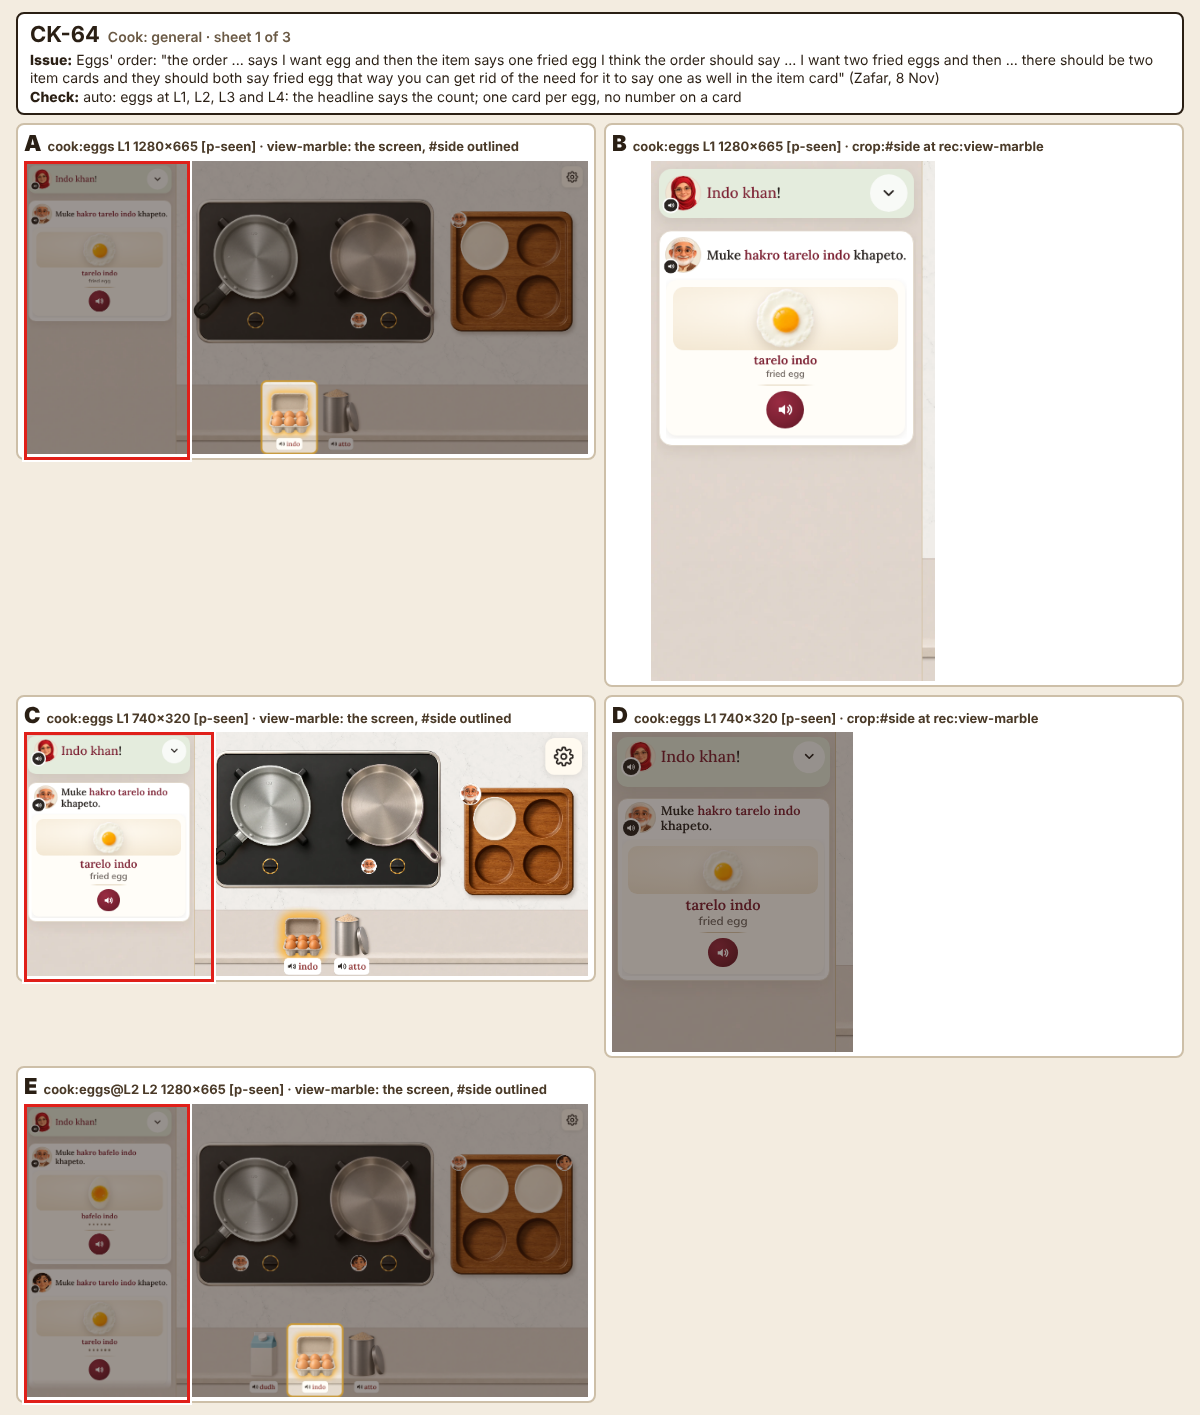 CK-64 Cook: general · sheet 1 of 3
Issue: Eggs' order: "the order ... says I want egg and then the item says one fried egg I think the order should say ... I want two fried eggs and then ... there should be two
item cards and they should both say fried egg that way you can get rid of the need for it to say one as well in the item card" (Zafar, 8 Nov)
Check: auto: eggs at L1, L2, L3 and L4: the headline says the count; one card per egg, no number on a card
A cook:eggs L1 1280×665 [p-seen] · view-marble: the screen, #side outlined
Indo khan!
Muke hakro tarelo indo khapeto.
tarelo indo
fried egg
indo
atto
B cook:eggs L1 1280×665 [p-seen] · crop:#side at rec:view-marble
Indo khan!
Muke hakro tarelo indo khapeto.
tarelo indo
fried egg
C cook:eggs L1 740×320 [p-seen] · view-marble: the screen, #side outlined
Indo khan!
Muke hakro tarelo indo
khapeto.
tarelo indo
fried egg
indo
atto
D cook:eggs L1 740×320 [p-seen] · crop:#side at rec:view-marble
Indo khan!
Muke hakro tarelo indo
khapeto.
tarelo indo
fried egg
E cook:eggs@L2 L2 1280×665 [p-seen] · view-marble: the screen, #side outlined
Indo khan!
Muke hakro bafelo indo
khapeto.
bafelo indo
Muke hakro tarelo indo khapeto.
tarelo indo
dudh
indo
atto